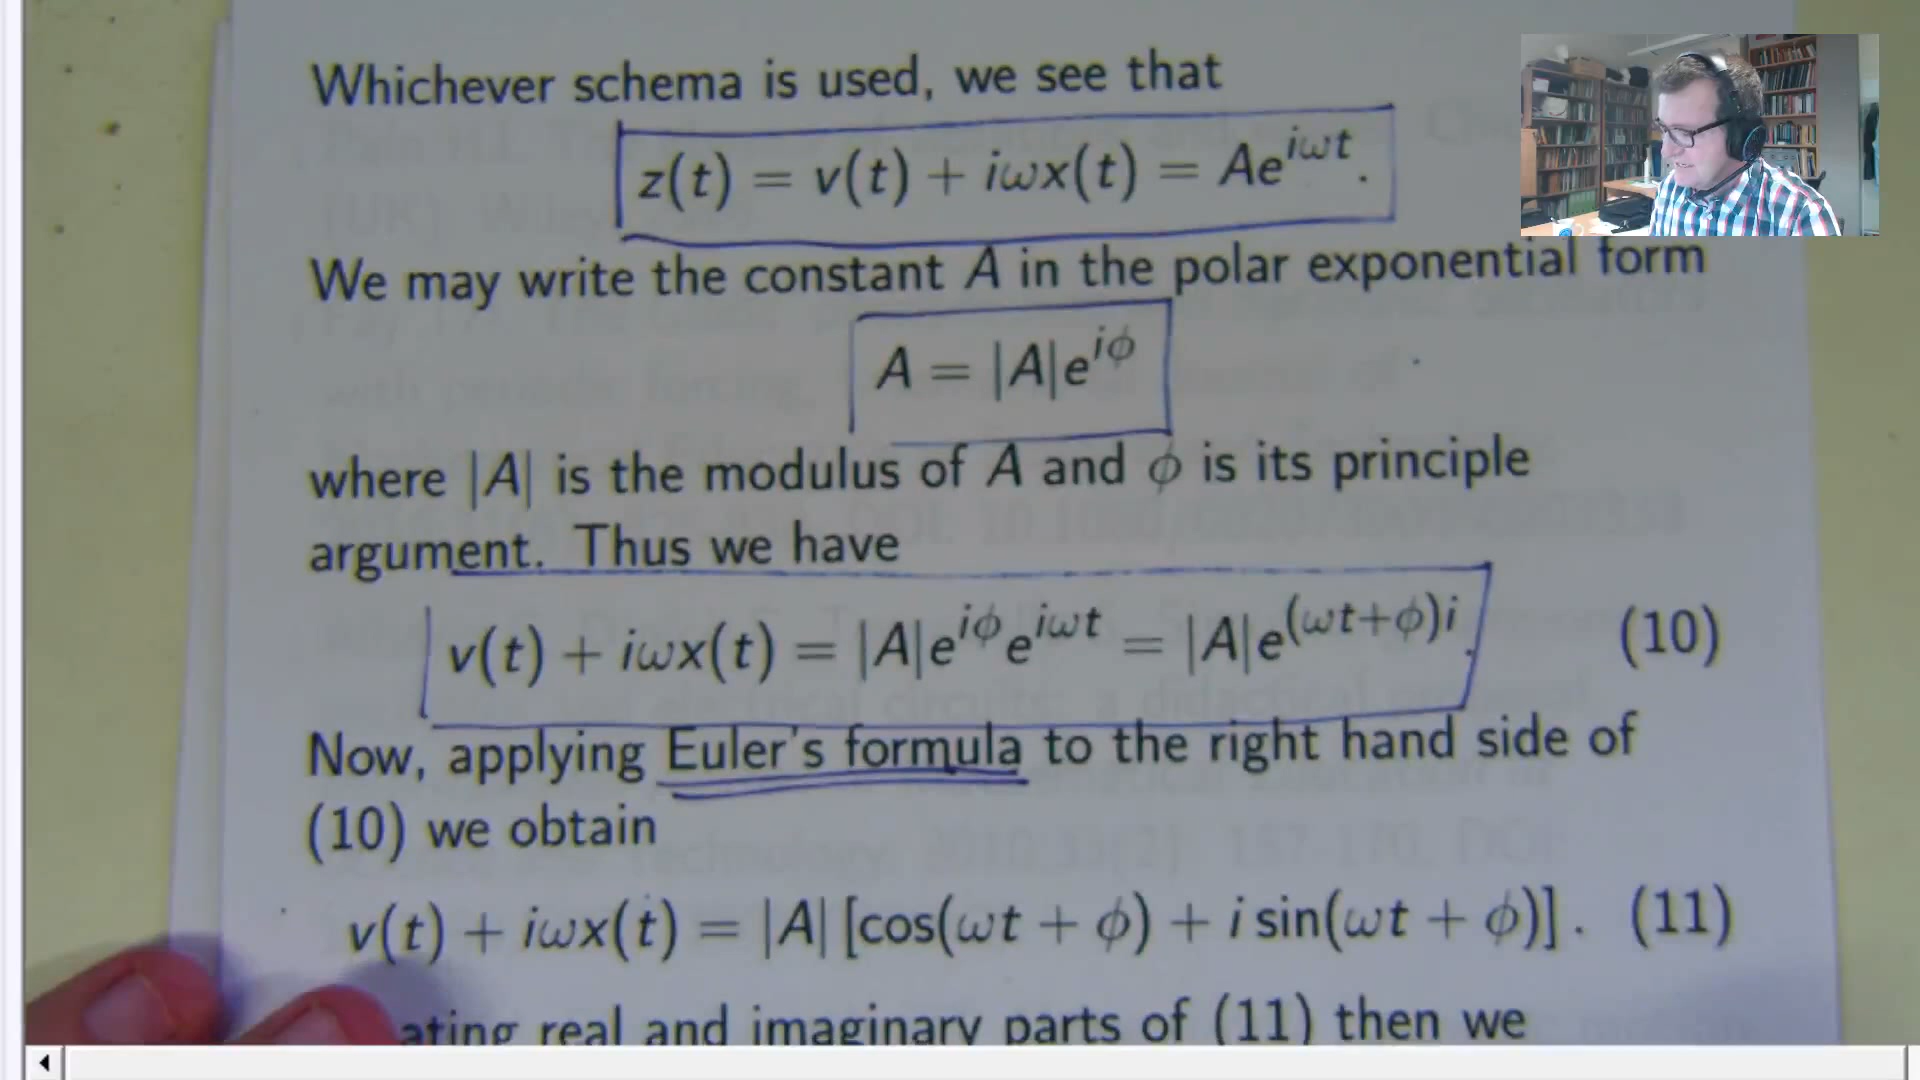 Whichever schema is used, we see that
z(t) = v(t) + iωx(t) = Ae^{iωt}.
We may write the constant A in the polar exponential form
A = |A|e^{iϕ}
where |A| is the modulus of A and ϕ is its principle
argument. Thus we have
v(t) + iωx(t) = |A|e^{iϕ}e^{iωt} = |A|e^{(ωt+ϕ)i}. (10)
Now, applying Euler's formula to the right hand side of
(10) we obtain
v(t) + iωx(t) = |A| [cos(ωt + ϕ) + i sin(ωt + ϕ)]. (11)
real and imaginary parts of (11) then we